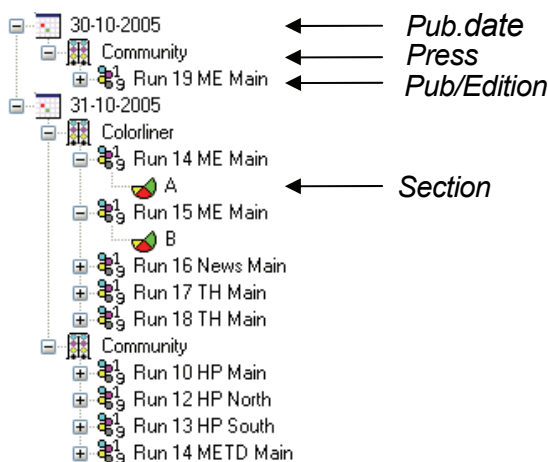 30-10-2005 Pub.date
Community Press
Run 19 ME Main Pub/Edition
31-10-2005
Colorliner
Run 14 ME Main
A Section
Run 15 ME Main
B
Run 16 News Main
Run 17 TH Main
Run 18 TH Main
Community
Run 10 HP Main
Run 12 HP North
Run 13 HP South
Run 14 METD Main